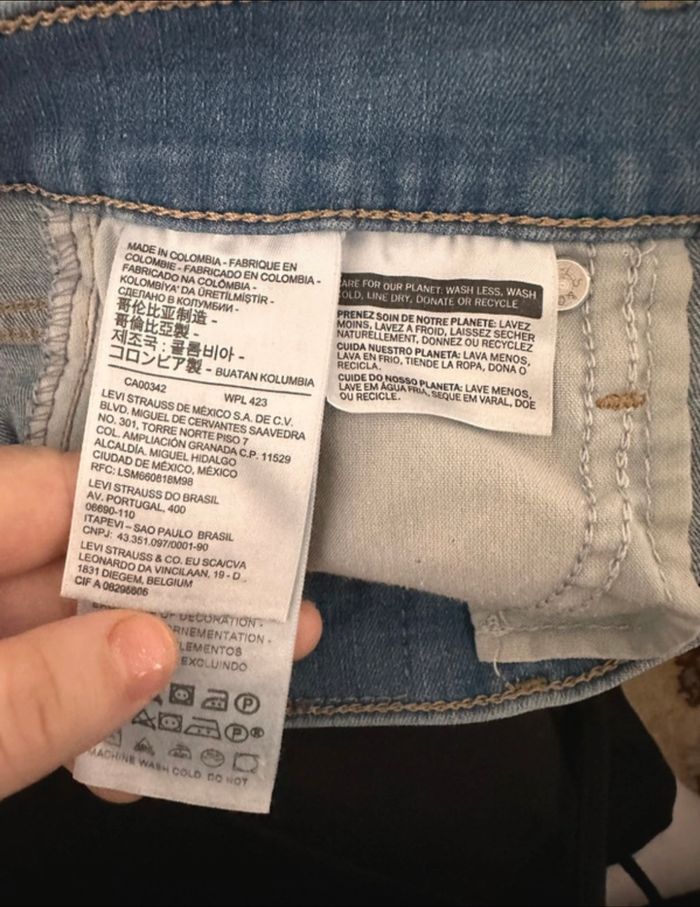 MADE IN COLOMBIA - FABRIQUE EN
COLOMBIE - FABRICADO EN COLOMBIA -
FABRICADO NA COLÔMBIA -
KOLOMBİYA' DA ÜRETİLMİŞTİR -
СДЕЛАНО В КОЛУМБИИ -
哥伦比亚制造 -
哥倫比亞製 -
제조국 : 콜롬비아 -
コロンビア製 - BUATAN KOLUMBIA
CA00342 WPL 423
LEVI STRAUSS DE MÉXICO S.A. DE C.V.
BLVD. MIGUEL DE CERVANTES SAAVEDRA
NO. 301, TORRE NORTE PISO 7
COL. AMPLIACIÓN GRANADA C.P. 11529
ALCALDÍA. MIGUEL HIDALGO
CIUDAD DE MÉXICO, MÉXICO
RFC: LSM660818M98
LEVI STRAUSS DO BRASIL
AV. PORTUGAL, 400
06690-110
ITAPEVI – SAO PAULO BRASIL
CNPJ: 43.351.097/0001-90
LEVI STRAUSS & CO. EU SCA/CVA
LEONARDO DA VINCILAAN, 19 - D.
1831 DIEGEM, BELGIUM
CIF A 08295606
OF DECORATION -
RNEMENTATION -
LEMENTOS
EXCLUINDO
P
P®
MACHINE WASH COLD. DO NOT
ARE FOR OUR PLANET: WASH LESS, WASH
OLD, LINE DRY, DONATE OR RECYCLE
PRENEZ SOIN DE NOTRE PLANETE: LAVEZ
MOINS, LAVEZ A FROID, LAISSEZ SECHER
NATURELLEMENT, DONNEZ OU RECYCLEZ
CUIDA NUESTRO PLANETA: LAVA MENOS,
LAVA EN FRIO, TIENDE LA ROPA, DONA O
RECICLA.
CUIDE DO NOSSO PLANETA: LAVE MENOS,
LAVE EM ÁGUA FRIA, SEQUE EM VARAL, DOE
OU RECICLE.